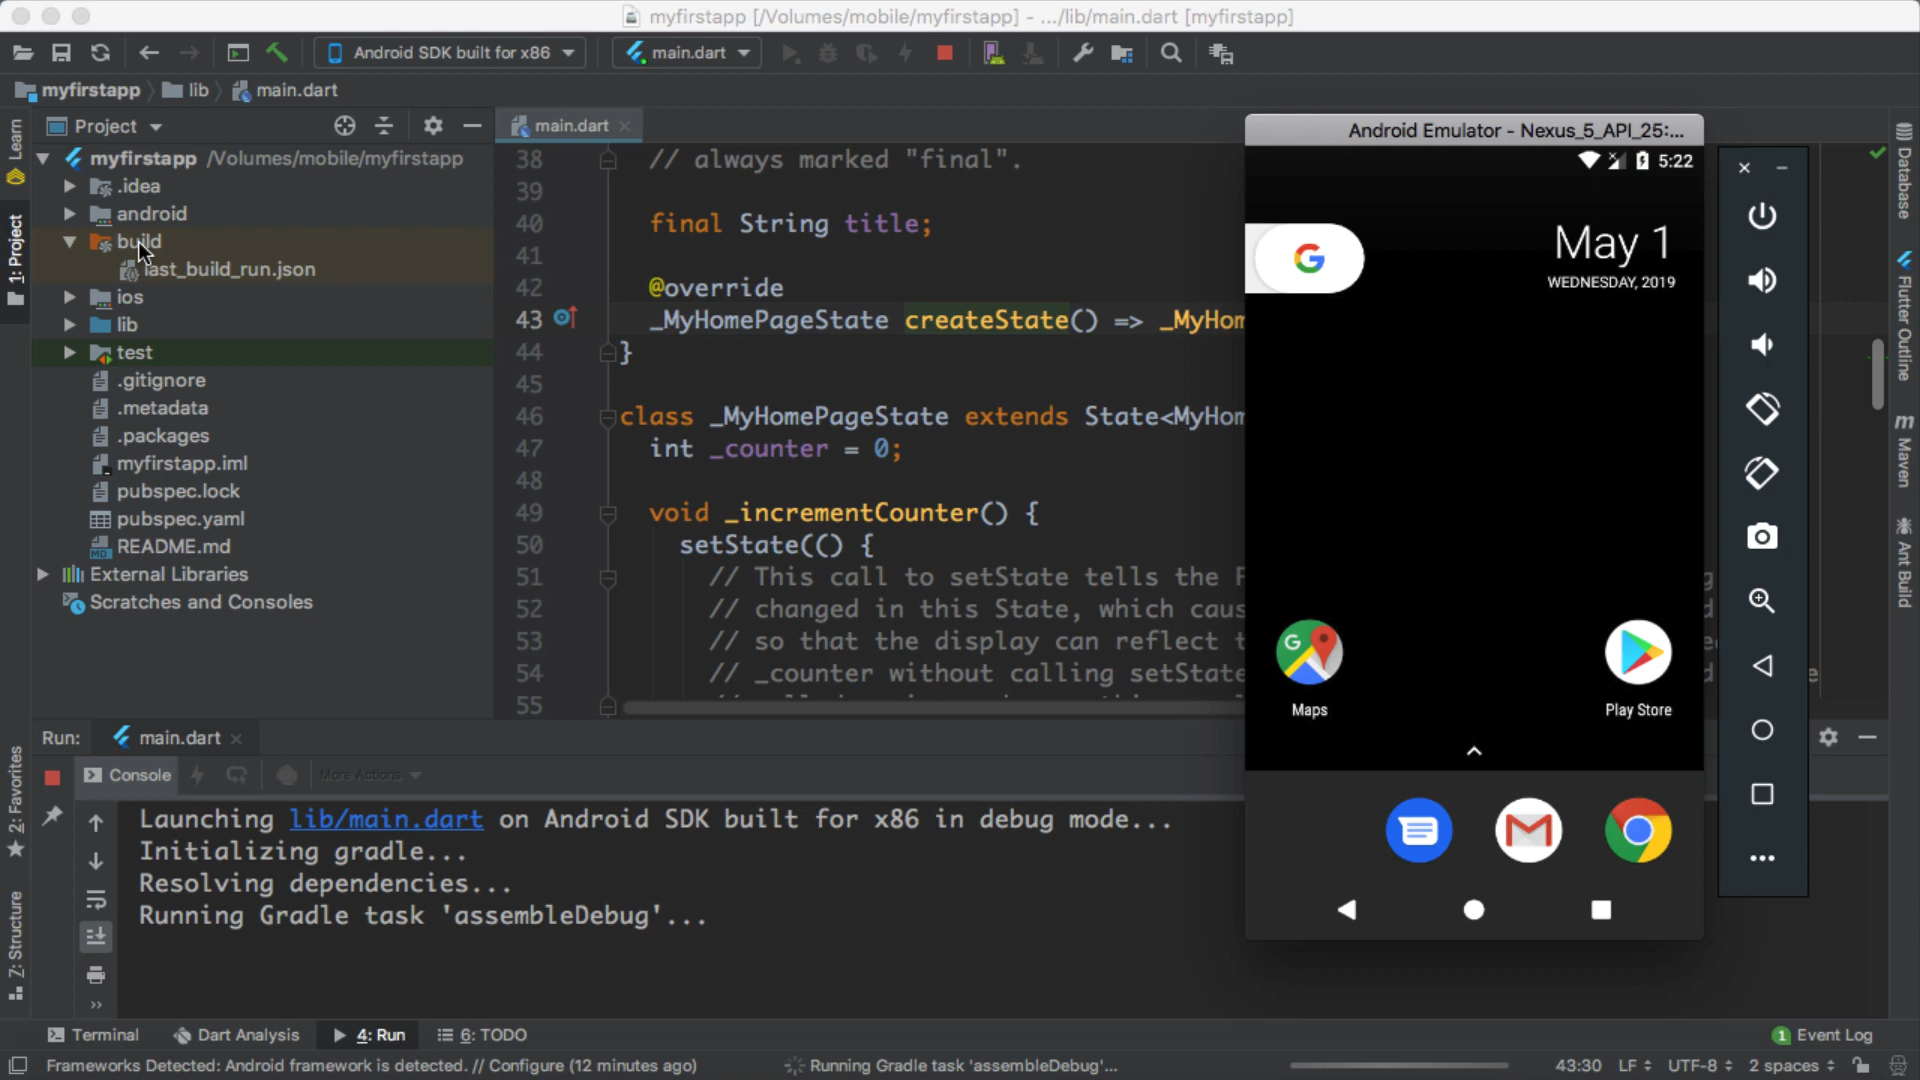 myfirstapp [/Volumes/mobile/myfirstapp] - .../lib/main.dart [myfirstapp]
Android SDK built for x86
main.dart
myfirstapp
lib
main.dart
Learn
1: Project
2: Favorites
7: Structure
Project
myfirstapp /Volumes/mobile/myfirstapp
.idea
android
build
last_build_run.json
ios
lib
test
.gitignore
.metadata
.packages
myfirstapp.iml
pubspec.lock
pubspec.yaml
README.md
External Libraries
Scratches and Consoles
main.dart
38 // always marked "final".
39
40 final String title;
41
42 @override
43 _MyHomePageState createState() => _MyHom
44 }
45
46 class _MyHomePageState extends State<MyHom
47 int _counter = 0;
48
49 void _incrementCounter() {
50 setState(() {
51 // This call to setState tells the F
52 // changed in this State, which caus
53 // so that the display can reflect t
54 // _counter without calling setState
55
Android Emulator - Nexus_5_API_25:...
5:22
G
May 1
WEDNESDAY, 2019
Maps
Play Store
Database
Flutter Outline
m Maven
Ant Build
Run:
main.dart
Console
More Actions
Launching lib/main.dart on Android SDK built for x86 in debug mode...
Initializing gradle...
Resolving dependencies...
Running Gradle task 'assembleDebug'...
Terminal
Dart Analysis
4: Run
6: TODO
1 Event Log
Frameworks Detected: Android framework is detected. // Configure (12 minutes ago)
Running Gradle task 'assembleDebug'...
43:30
LF
UTF-8
2 spaces